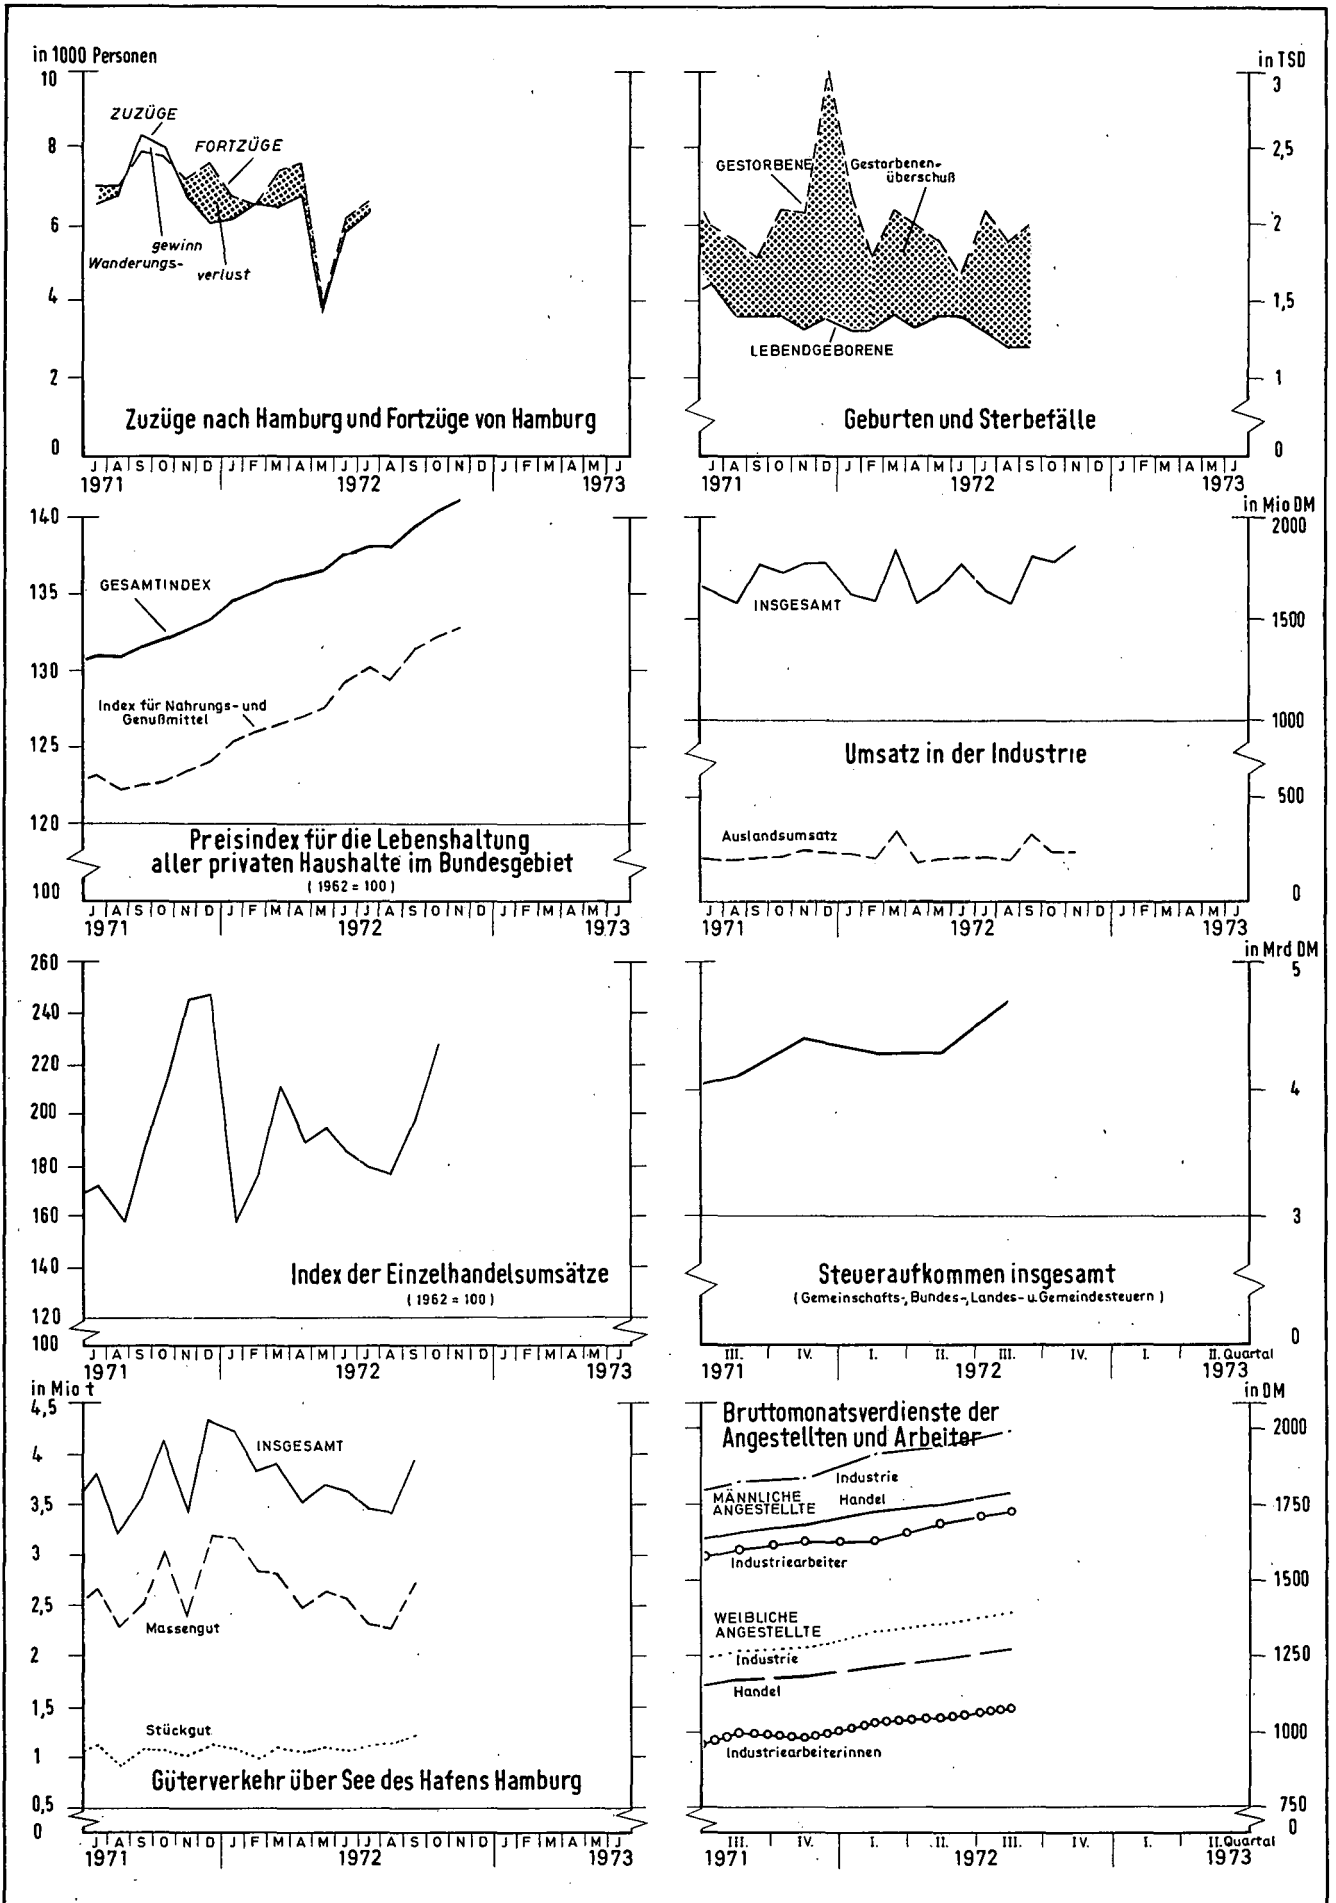 in 1000 Personen
10
8
6
4
2
0
ZUZÜGE
FORTZÜGE
gewinn
Wanderungs-
verlust
Zuzüge nach Hamburg und Fortzüge von Hamburg
J A S O N D J F M A M J J A S O N D J F M A M J
1971 1972 1973
in TSD
3
2,5
2
1,5
1
0
GESTORBENE
Gestorbenen-
überschuß
LEBENDGEBORENE
Geburten und Sterbefälle
J A S O N D J F M A M J J A S O N D J F M A M J
1971 1972 1973
140
135
130
125
120
100
GESAMTINDEX
Index für Nahrungs- und
Genußmittel
Preisindex für die Lebenshaltung
aller privaten Haushalte im Bundesgebiet
( 1962 = 100 )
J A S O N D J F M A M J J A S O N D J F M A M J
1971 1972 1973
in Mio DM
2000
1500
1000
500
0
INSGESAMT
Umsatz in der Industrie
Auslandsumsatz
J A S O N D J F M A M J J A S O N D J F M A M J
1971 1972 1973
260
240
220
200
180
160
140
120
100
Index der Einzelhandelsumsätze
( 1962 = 100 )
J A S O N D J F M A M J J A S O N D J F M A M J
1971 1972 1973
in Mrd DM
5
4
3
0
Steueraufkommen insgesamt
( Gemeinschafts-, Bundes-, Landes- u. Gemeindesteuern )
III. IV. I. II. III. IV. I. II. Quartal
1971 1972 1973
in Mio t
4,5
4
3,5
3
2,5
2
1,5
1
0,5
0
INSGESAMT
Massengut
Stückgut
Güterverkehr über See des Hafens Hamburg
J A S O N D J F M A M J J A S O N D J F M A M J
1971 1972 1973
in DM
2000
1750
1500
1250
1000
750
0
Bruttomonatsverdienste der
Angestellten und Arbeiter
Industrie
MÄNNLICHE
ANGESTELLTE
Handel
Industriearbeiter
WEIBLICHE
ANGESTELLTE
Industrie
Handel
Industriearbeiterinnen
III. IV. I. II. III. IV. I. II. Quartal
1971 1972 1973